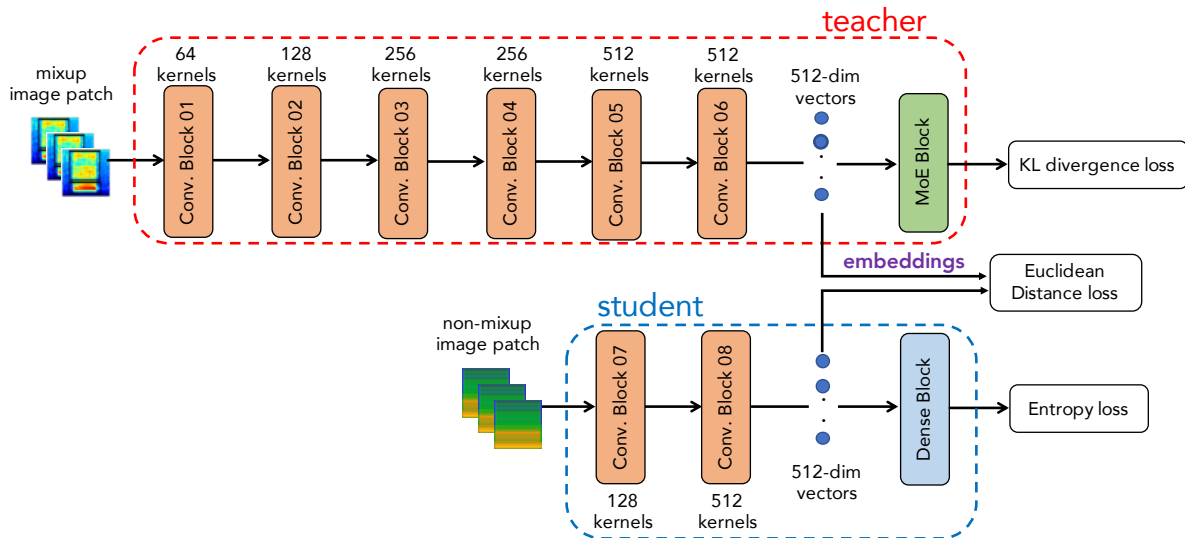 teacher
mixup
image patch
64
kernels
128
kernels
256
kernels
256
kernels
512
kernels
512
kernels
512-dim
vectors
Conv. Block 01
Conv. Block 02
Conv. Block 03
Conv. Block 04
Conv. Block 05
Conv. Block 06
MoE Block
KL divergence loss
embeddings
Euclidean
Distance loss
student
non-mixup
image patch
Conv. Block 07
Conv. Block 08
Dense Block
Entropy loss
128
kernels
512
kernels
512-dim
vectors